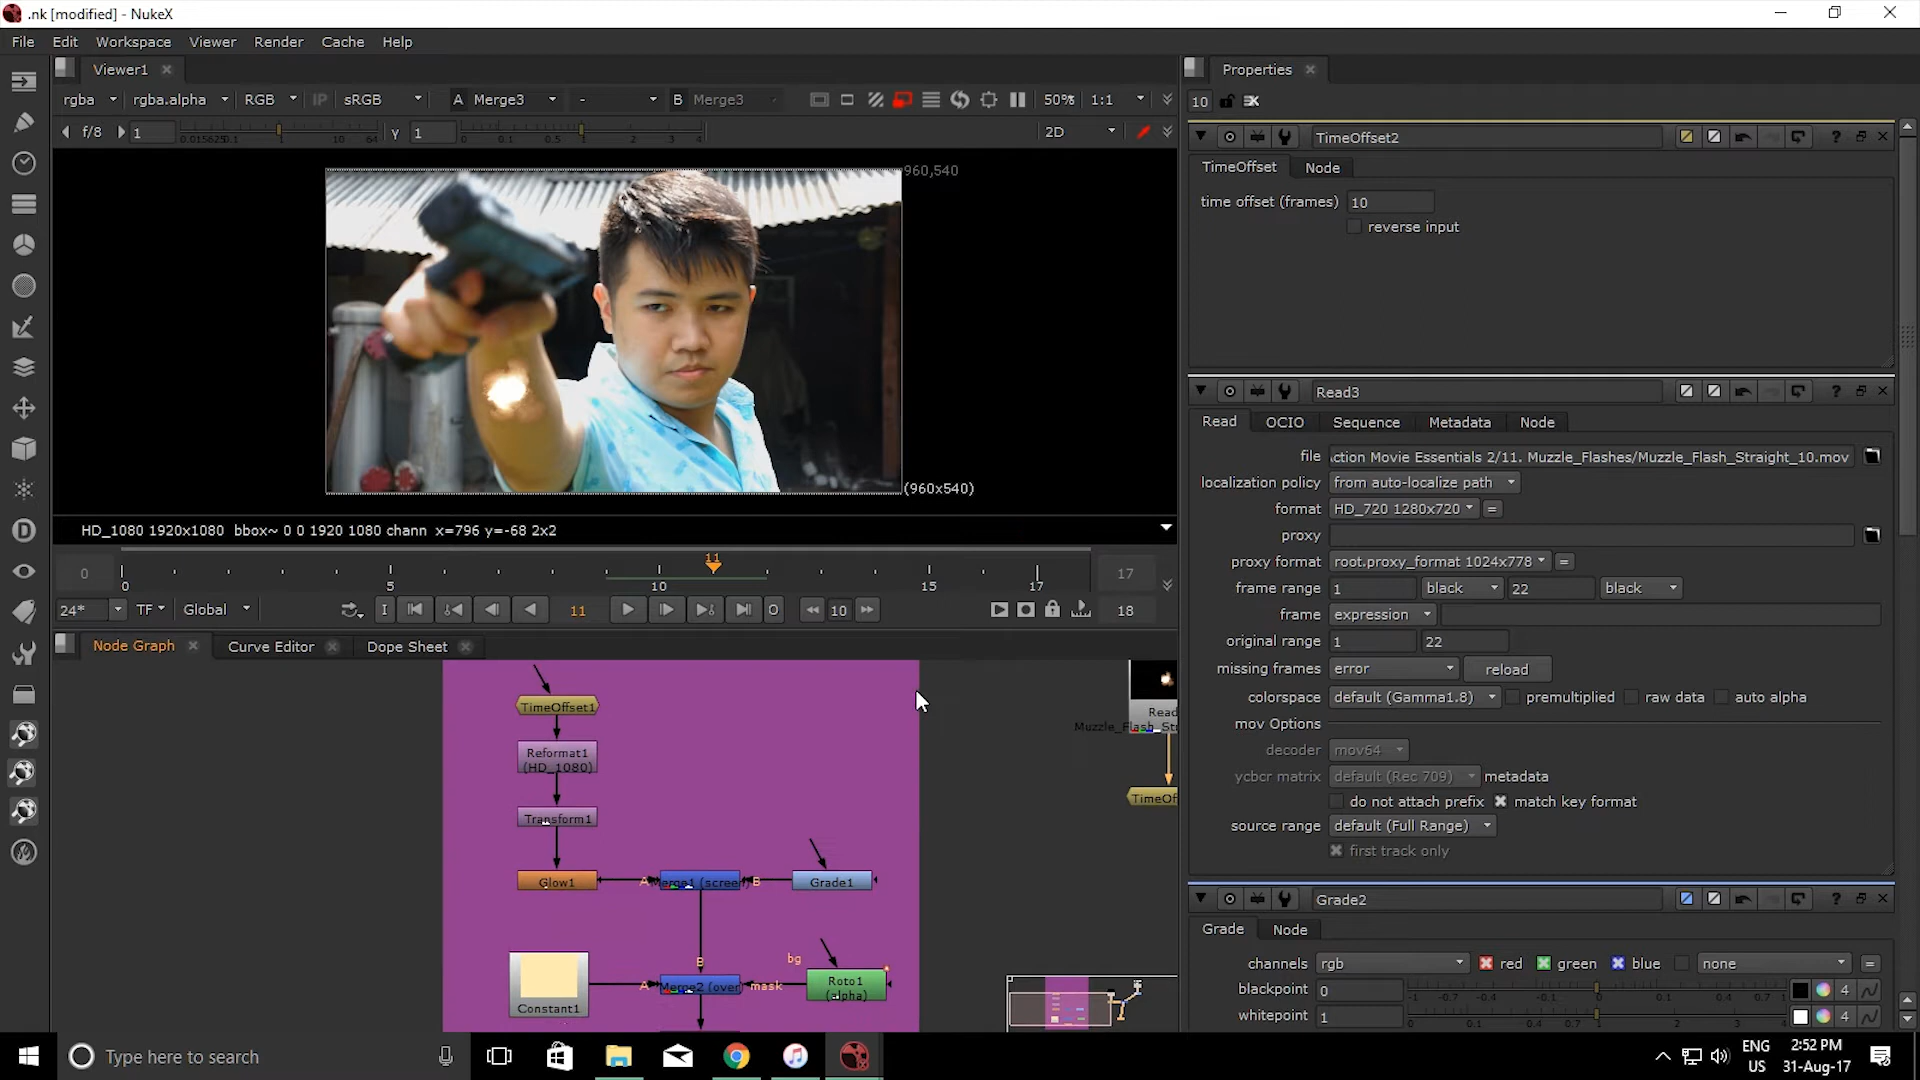 .nk [modified] - NukeX
File Edit Workspace Viewer Render Cache Help
Viewer1
rgba rgba.alpha RGB IP sRGB A Merge3 - B Merge3 50% 1:1
f/8 1 γ 1 2D
960,540
(960x540)
HD_1080 1920x1080 bbox~ 0 0 1920 1080 chann x=796 y=-68 2x2
0 0 5 10 11 15 17 17
24* TF Global I 11 O 10 18
Node Graph Curve Editor Dope Sheet
TimeOffset1
Reformat1
(HD_1080)
Transform1
Glow1 A Merge1 (screen) B Grade1
B bg
Constant1 A Merge2 (over mask Roto1
(alpha)
Read
Muzzle_Flash_St
TimeOf
Properties
10
TimeOffset2
TimeOffset Node
time offset (frames) 10
reverse input
Read3
Read OCIO Sequence Metadata Node
file ction Movie Essentials 2/11. Muzzle_Flashes/Muzzle_Flash_Straight_10.mov
localization policy from auto-localize path
format HD_720 1280x720 =
proxy
proxy format root.proxy_format 1024x778 =
frame range 1 black 22 black
frame expression
original range 1 22
missing frames error reload
colorspace default (Gamma1.8) premultiplied raw data auto alpha
mov Options
decoder mov64
ycbcr matrix default (Rec 709) metadata
do not attach prefix match key format
source range default (Full Range)
first track only
Grade2
Grade Node
channels rgb red green blue none =
blackpoint 0 4
whitepoint 1 4
Type here to search
ENG
US
2:52 PM
31-Aug-17